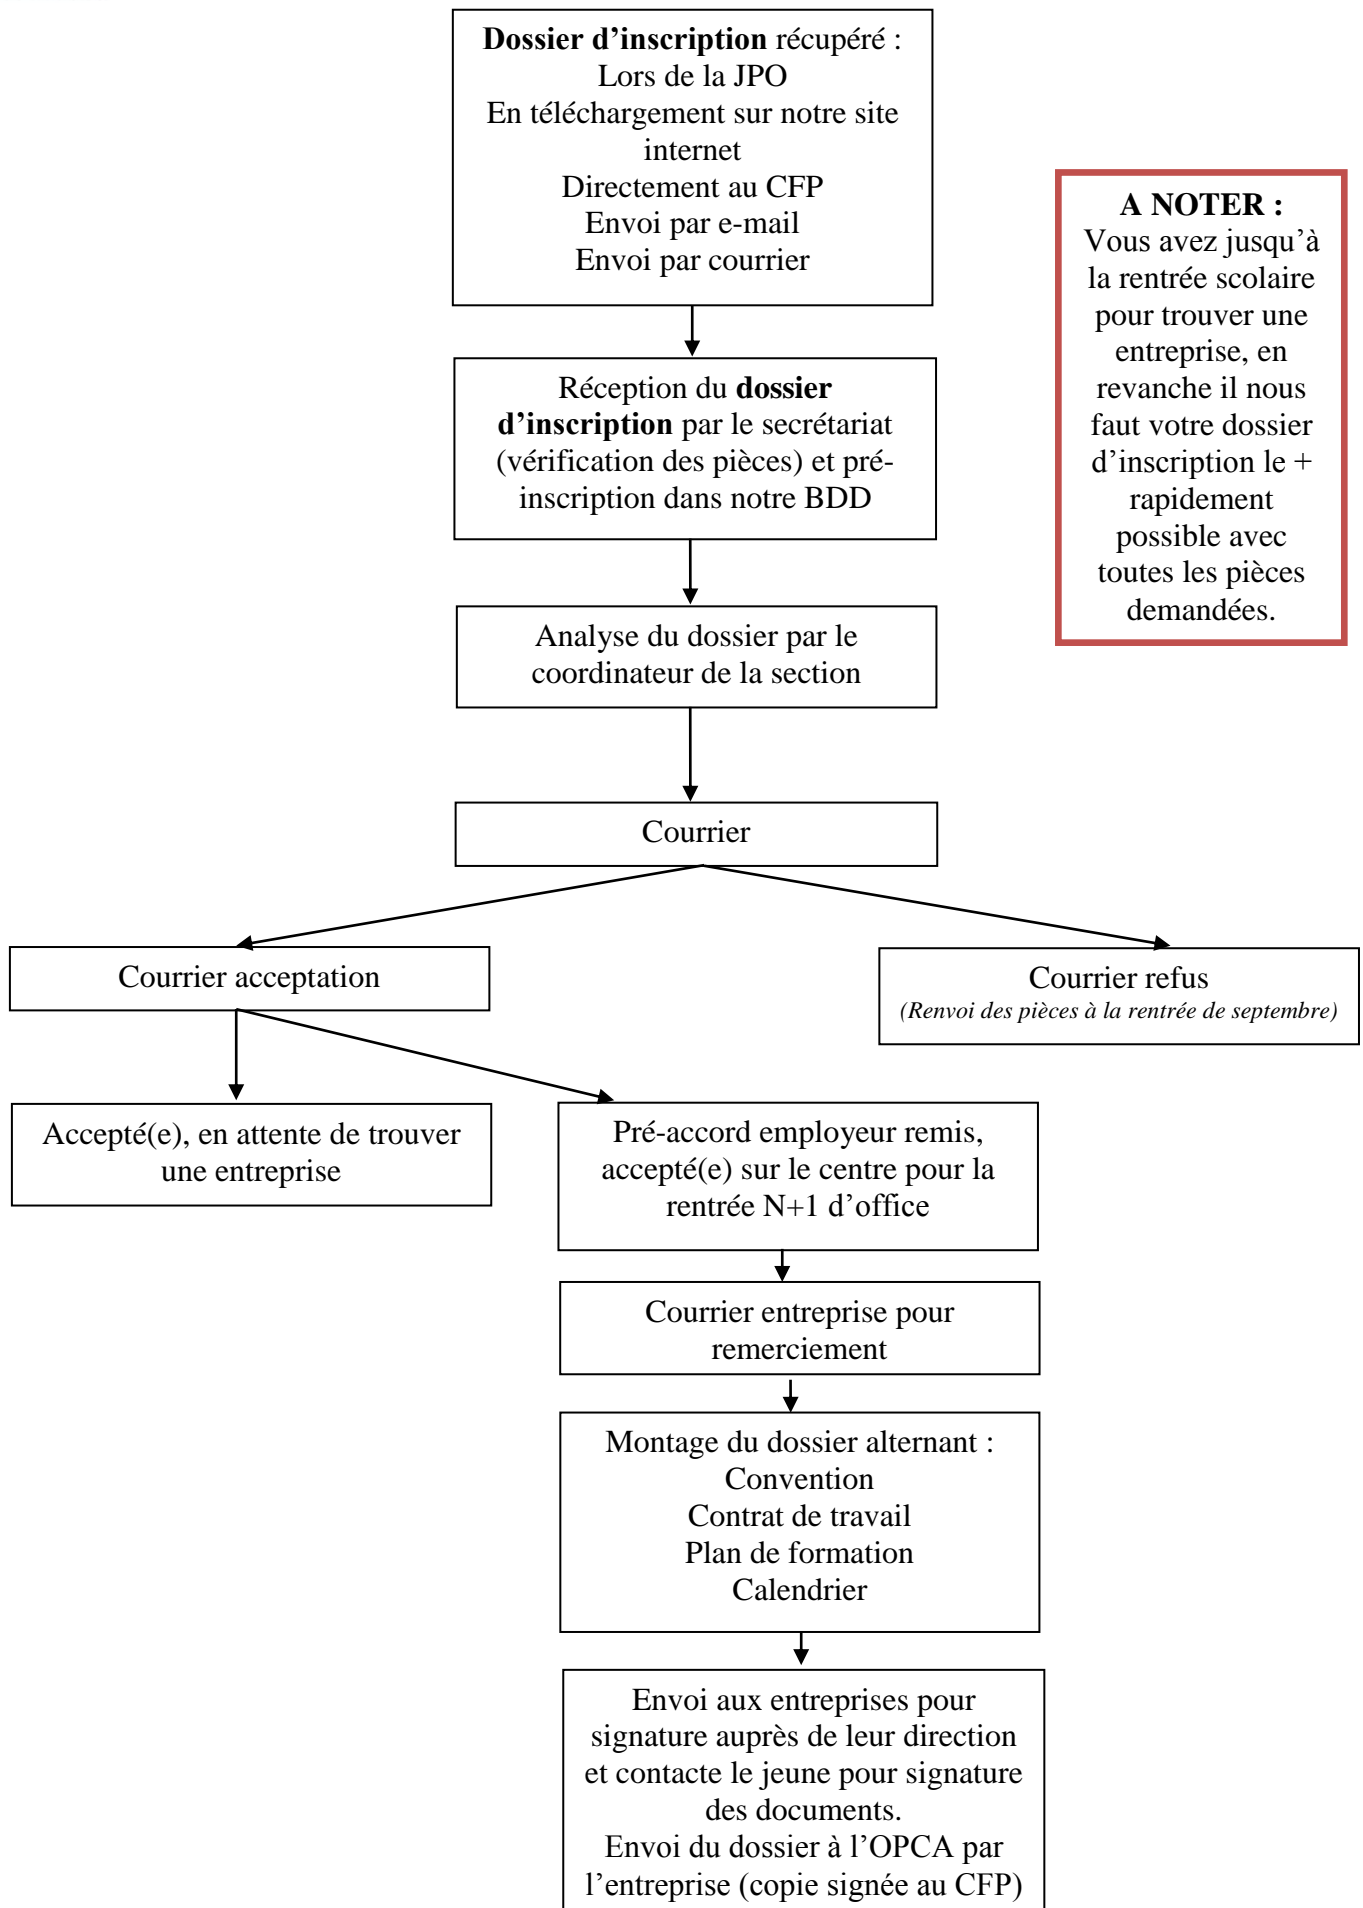 Dossier d’inscription récupéré :
Lors de la JPO
En téléchargement sur notre site
internet
Directement au CFP
Envoi par e-mail
Envoi par courrier
A NOTER :
Vous avez jusqu’à
la rentrée scolaire
pour trouver une
entreprise, en
revanche il nous
faut votre dossier
d’inscription le +
rapidement
possible avec
toutes les pièces
demandées.
Réception du dossier
d’inscription par le secrétariat
(vérification des pièces) et pré-
inscription dans notre BDD
Analyse du dossier par le
coordinateur de la section
Courrier
Courrier acceptation
Courrier refus
(Renvoi des pièces à la rentrée de septembre)
Accepté(e), en attente de trouver
une entreprise
Pré-accord employeur remis,
accepté(e) sur le centre pour la
rentrée N+1 d’office
Courrier entreprise pour
remerciement
Montage du dossier alternant :
Convention
Contrat de travail
Plan de formation
Calendrier
Envoi aux entreprises pour
signature auprès de leur direction
et contacte le jeune pour signature
des documents.
Envoi du dossier à l’OPCA par
l’entreprise (copie signée au CFP)